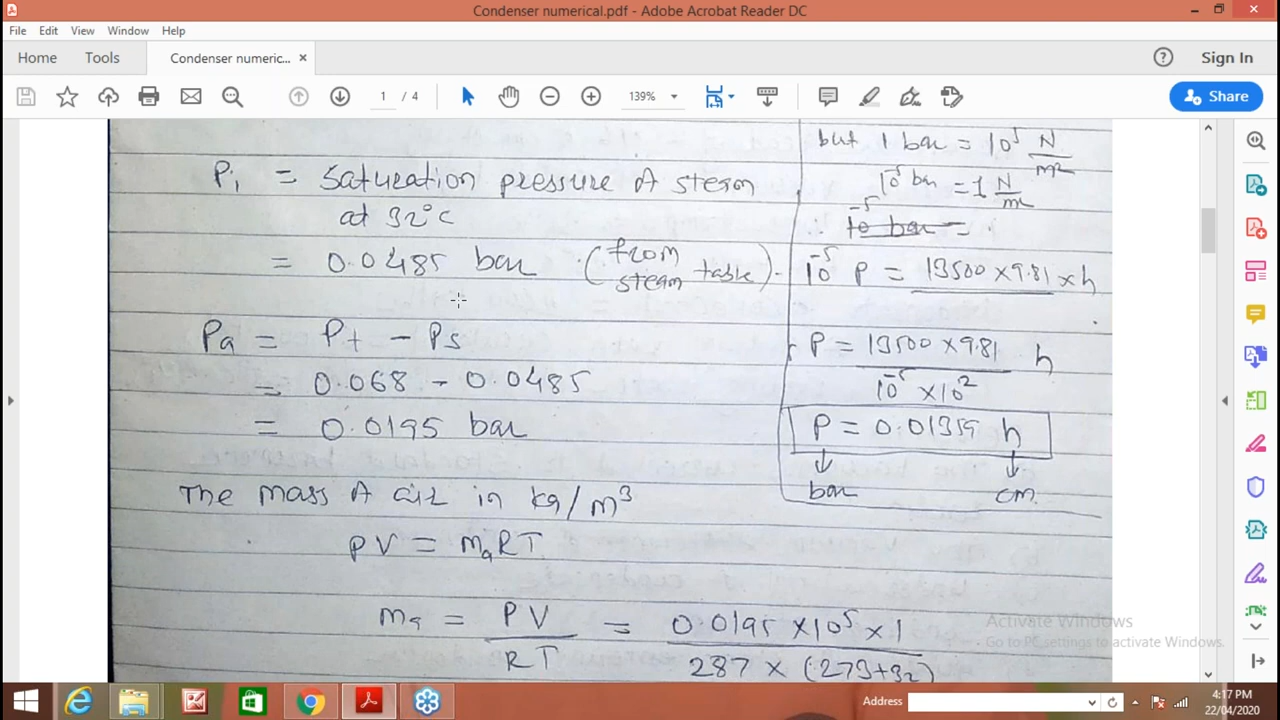 Condenser numerical.pdf - Adobe Acrobat Reader DC
File Edit View Window Help
Home Tools Condenser numeric... × Sign In
1 / 4 139% Share
P₁ = Saturation pressure of steam
at 32°C
= 0.0485 bar (from steam table).
Pa = Pt - Ps
= 0.068 - 0.0485
= 0.0195 bar
The mass of air in kg/m³
PV = maRT
ma = PV / RT = 0.0195 × 10⁵ × 1 / 287 × (273+32)
but 1 bar = 10⁵ N/m²
10⁻⁵ bar = 1 N/m²
∴ to bar =
10⁻⁵ P = 13500 × 9.81 × h
P = 13500 × 9.81 / 10⁻⁵ × 10² h
P = 0.01359 h
bar cm.
Activate Windows
Go to PC settings to activate Windows.
Address
4:17 PM
22/04/2020